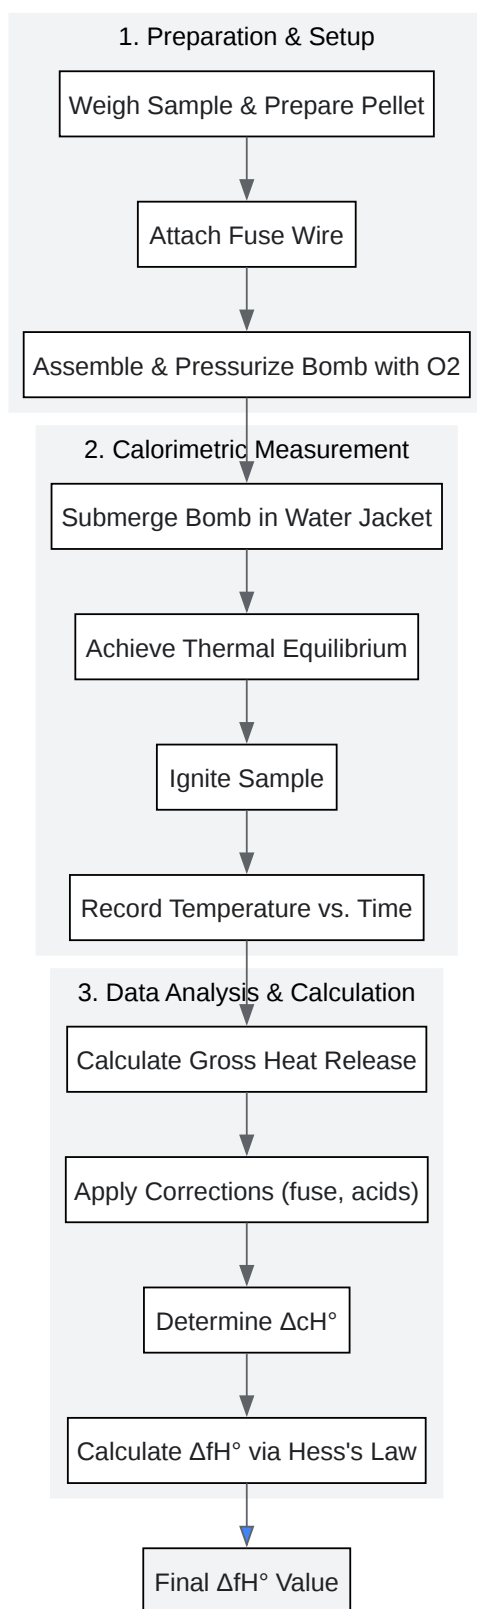 1. Preparation & Setup
Weigh Sample & Prepare Pellet
Attach Fuse Wire
Assemble & Pressurize Bomb with O2
2. Calorimetric Measurement
Submerge Bomb in Water Jacket
Achieve Thermal Equilibrium
Ignite Sample
Record Temperature vs. Time
3. Data Analysis & Calculation
Calculate Gross Heat Release
Apply Corrections (fuse, acids)
Determine ΔcH°
Calculate ΔfH° via Hess's Law
Final ΔfH° Value